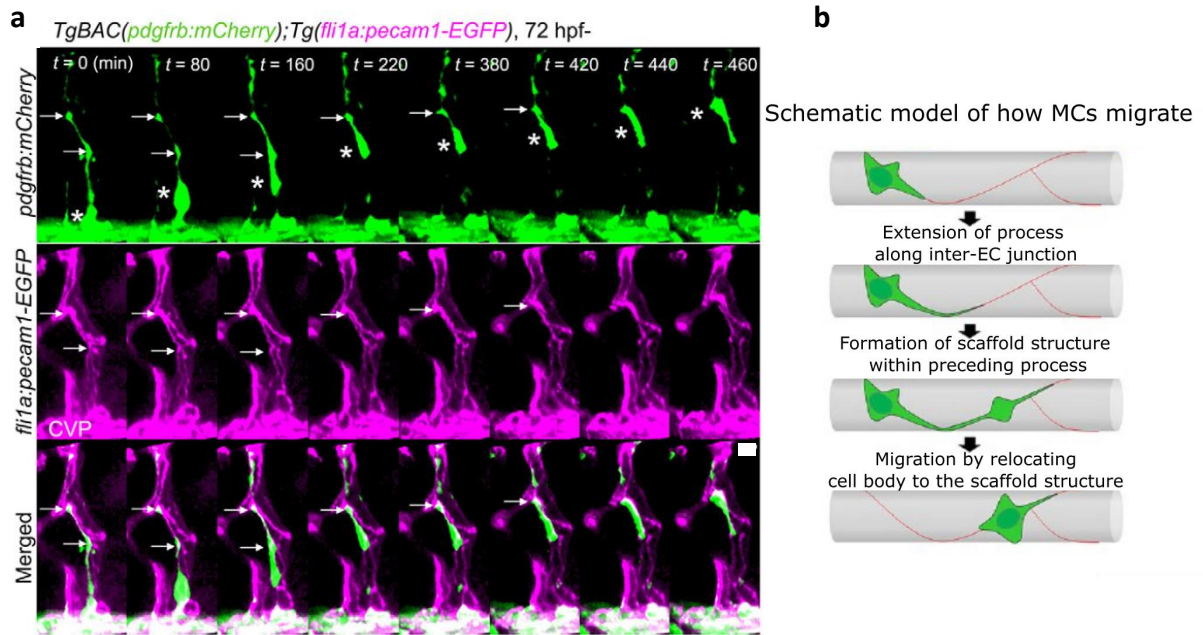 a
TgBAC(pdgfrb:mCherry);Tg(fli1a:pecam1-EGFP), 72 hpf-
pdgfrb:mCherry
t = 0 (min)
t = 80
t = 160
t = 220
t = 380
t = 420
t = 440
t = 460
*
*
*
*
*
*
*
*
fli1a:pecam1-EGFP
CVP
Merged
b
Schematic model of how MCs migrate
Extension of process
along inter-EC junction
Formation of scaffold structure
within preceding process
Migration by relocating
cell body to the scaffold structure